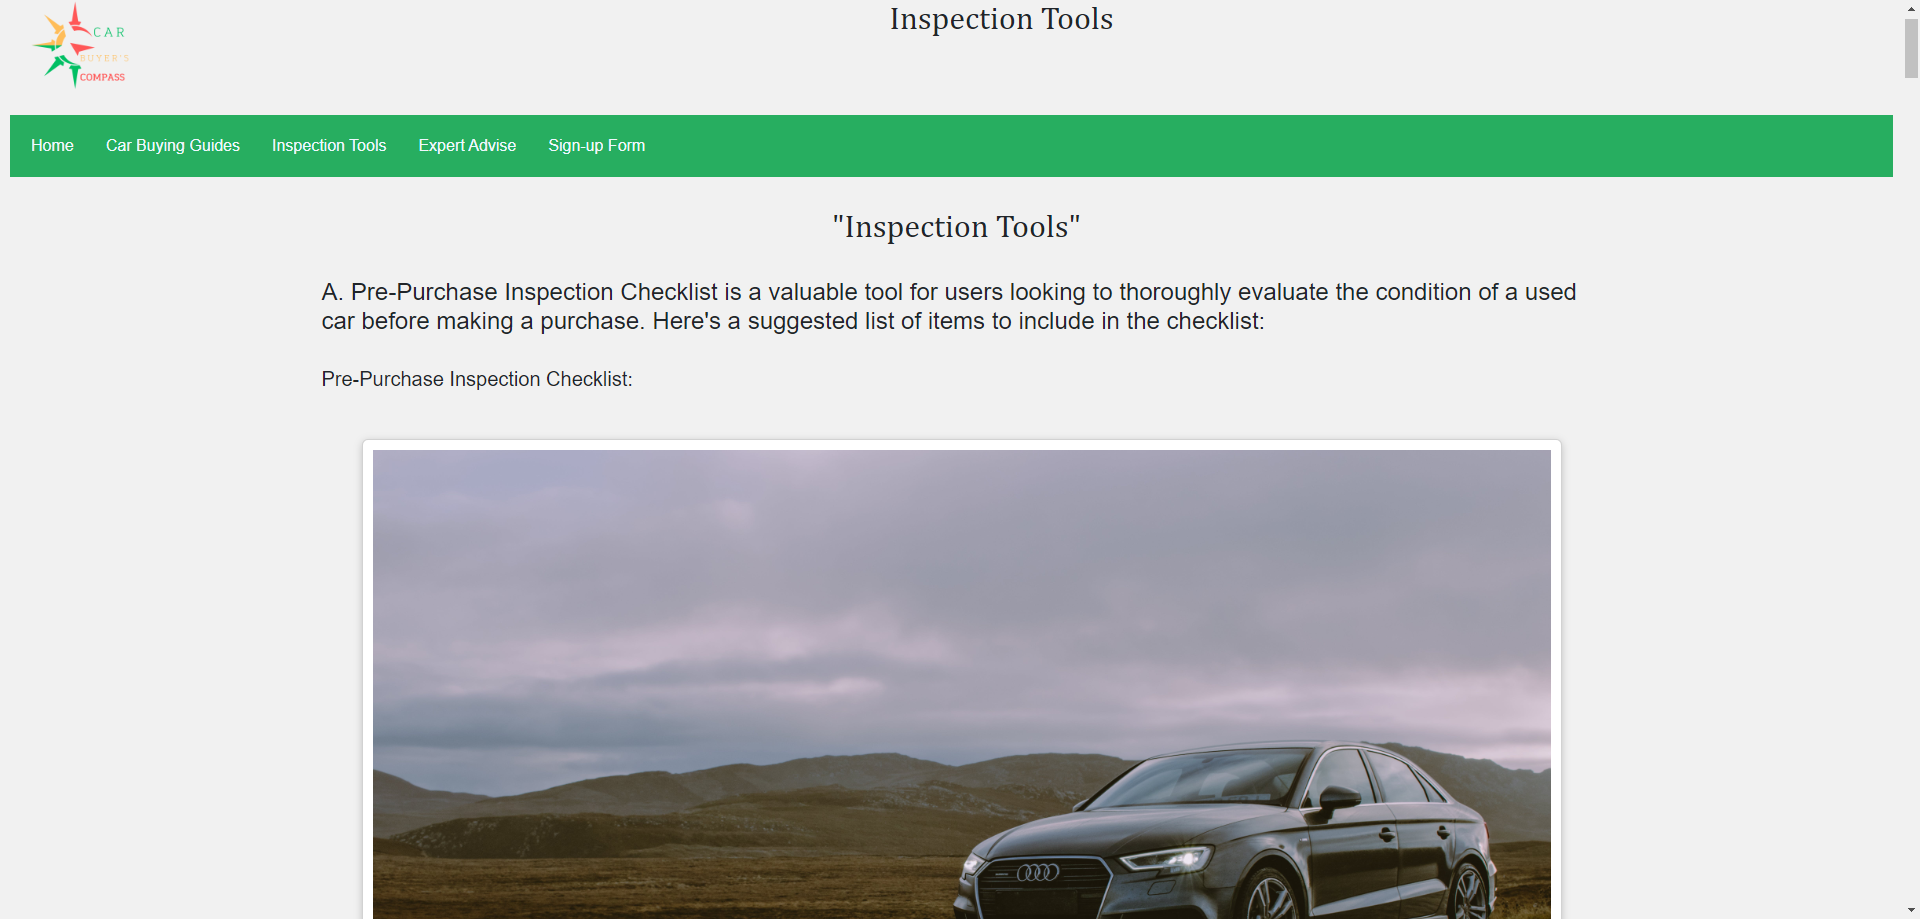 CAR
BUYER'S
COMPASS
Inspection Tools
Home Car Buying Guides Inspection Tools Expert Advise Sign-up Form
"Inspection Tools"
A. Pre-Purchase Inspection Checklist is a valuable tool for users looking to thoroughly evaluate the condition of a used
car before making a purchase. Here's a suggested list of items to include in the checklist:
Pre-Purchase Inspection Checklist: